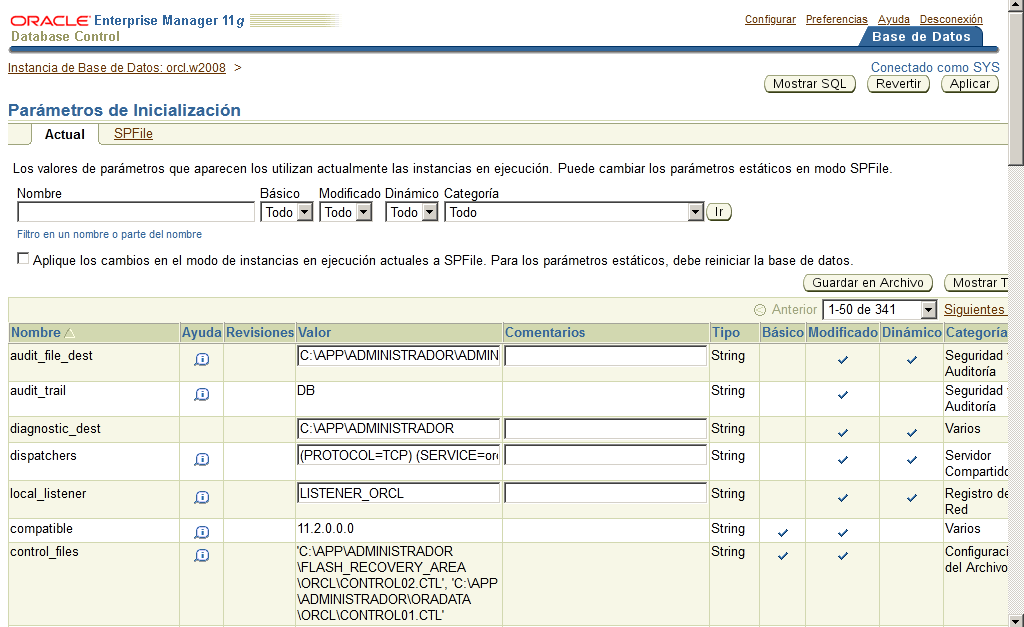 ORACLE Enterprise Manager 11g
Database Control
Configurar Preferencias Ayuda Desconexión
Base de Datos
Instancia de Base de Datos: orcl.w2008 >
Conectado como SYS
Mostrar SQL Revertir Aplicar
Parámetros de Inicialización
Actual SPFile
Los valores de parámetros que aparecen los utilizan actualmente las instancias en ejecución. Puede cambiar los parámetros estáticos en modo SPFile.
Nombre Básico Modificado Dinámico Categoría
Todo Todo Todo Todo Ir
Filtro en un nombre o parte del nombre
Aplique los cambios en el modo de instancias en ejecución actuales a SPFile. Para los parámetros estáticos, debe reiniciar la base de datos.
Guardar en Archivo Mostrar T
Anterior 1-50 de 341 Siguientes
Nombre Ayuda Revisiones Valor Comentarios Tipo Básico Modificado Dinámico Categoría
audit_file_dest C:\APP\ADMINISTRADOR\ADMIN String Seguridad
Auditoría
audit_trail DB String Seguridad
Auditoría
diagnostic_dest C:\APP\ADMINISTRADOR String Varios
dispatchers (PROTOCOL=TCP) (SERVICE=orc String Servidor
Compartido
local_listener LISTENER_ORCL String Registro de
Red
compatible 11.2.0.0.0 String Varios
control_files 'C:\APP\ADMINISTRADOR String Configuraci
\FLASH_RECOVERY_AREA del Archivo
\ORCL\CONTROL02.CTL', 'C:\APP
\ADMINISTRADOR\ORADATA
\ORCL\CONTROL01.CTL'